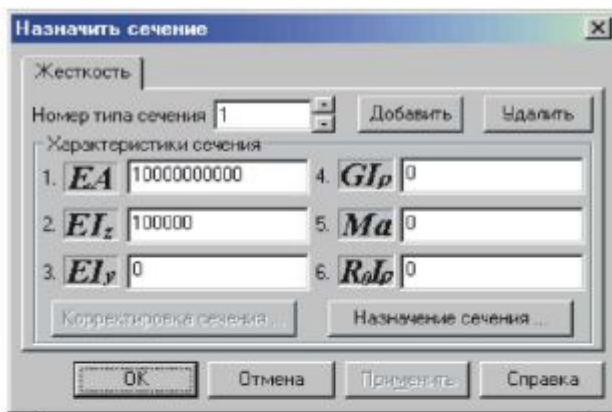 Назначить сечение
Жесткость
Номер типа сечения 1 Добавить Удалить
Характеристики сечения
1. EA 10000000000 4. GIρ 0
2. EIz 100000 5. Ma 0
3. EIy 0 6. RθIρ 0
Корректировка сечения ... Назначение сечения ...
OK Отмена Применить Справка